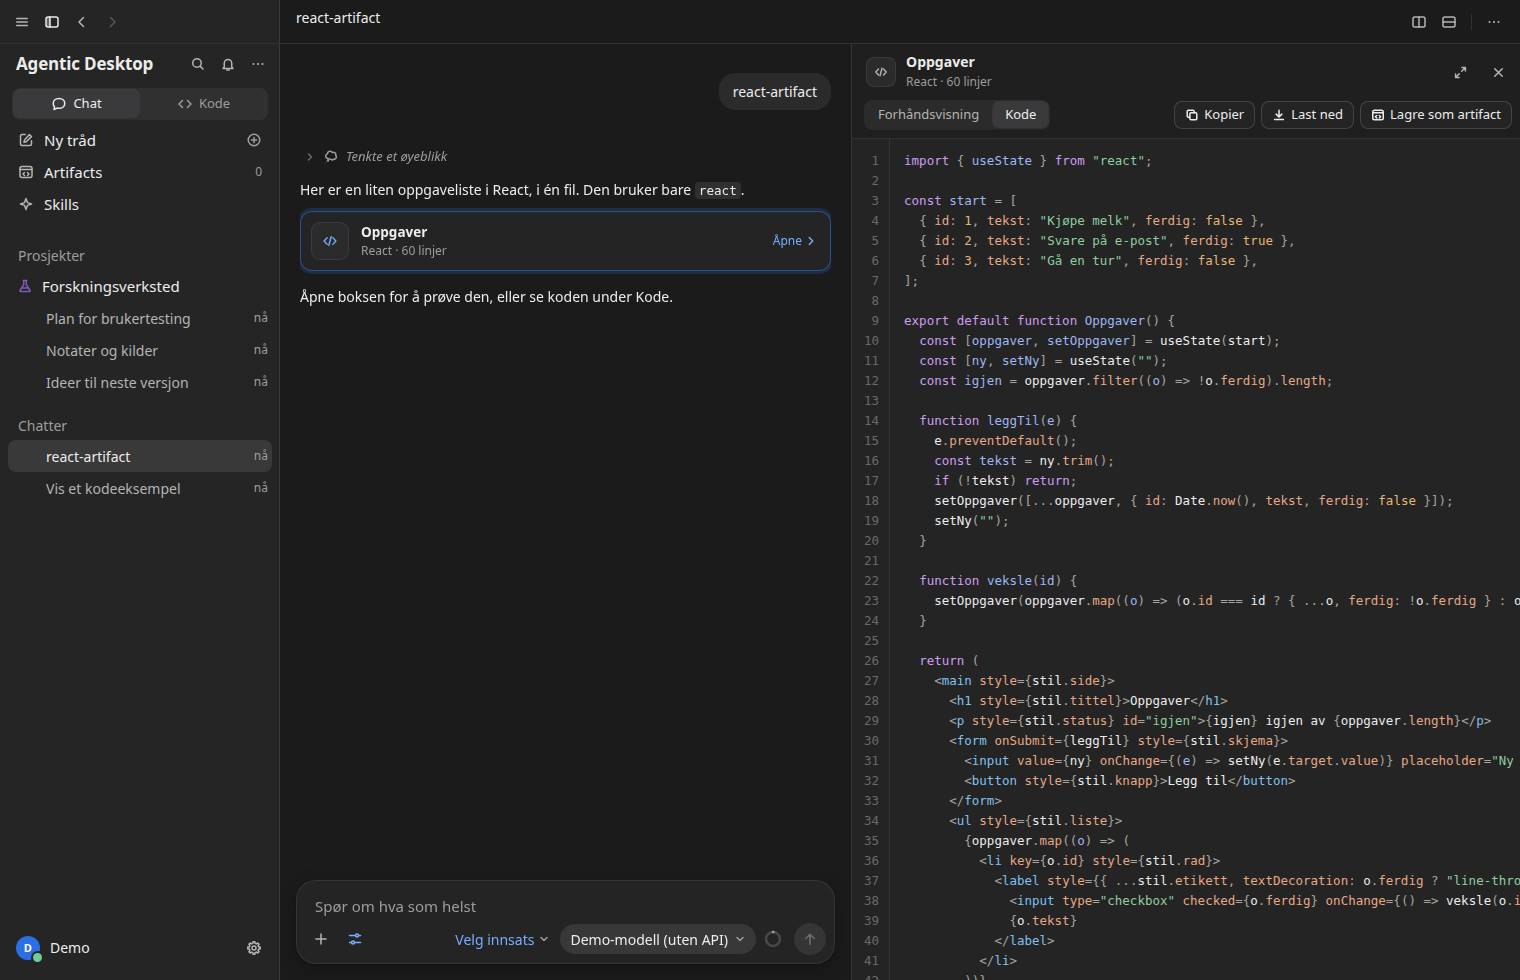 react-artifact
Agentic Desktop
Chat
Kode
Ny tråd
Artifacts
0
Skills
Prosjekter
Forskningsverksted
Plan for brukertesting
nå
Notater og kilder
nå
Ideer til neste versjon
nå
Chatter
react-artifact
nå
Vis et kodeeksempel
nå
D
Demo
react-artifact
Tenkte et øyeblikk
Her er en liten oppgaveliste i React, i én fil. Den bruker bare react.
Oppgaver
React · 60 linjer
Åpne
Åpne boksen for å prøve den, eller se koden under Kode.
Spør om hva som helst
Velg innsats
Demo-modell (uten API)
Oppgaver
React · 60 linjer
Forhåndsvisning
Kode
Kopier
Last ned
Lagre som artifact
1 import { useState } from "react";
2
3 const start = [
4   { id: 1, tekst: "Kjøpe melk", ferdig: false },
5   { id: 2, tekst: "Svare på e-post", ferdig: true },
6   { id: 3, tekst: "Gå en tur", ferdig: false },
7 ];
8
9 export default function Oppgaver() {
10   const [oppgaver, setOppgaver] = useState(start);
11   const [ny, setNy] = useState("");
12   const igjen = oppgaver.filter((o) => !o.ferdig).length;
13
14   function leggTil(e) {
15     e.preventDefault();
16     const tekst = ny.trim();
17     if (!tekst) return;
18     setOppgaver([...oppgaver, { id: Date.now(), tekst, ferdig: false }]);
19     setNy("");
20   }
21
22   function veksle(id) {
23     setOppgaver(oppgaver.map((o) => (o.id === id ? { ...o, ferdig: !o.ferdig } : o
24   }
25
26   return (
27     <main style={stil.side}>
28       <h1 style={stil.tittel}>Oppgaver</h1>
29       <p style={stil.status} id="igjen">{igjen} igjen av {oppgaver.length}</p>
30       <form onSubmit={leggTil} style={stil.skjema}>
31         <input value={ny} onChange={(e) => setNy(e.target.value)} placeholder="Ny
32         <button style={stil.knapp}>Legg til</button>
33       </form>
34       <ul style={stil.liste}>
35         {oppgaver.map((o) => (
36           <li key={o.id} style={stil.rad}>
37             <label style={{ ...stil.etikett, textDecoration: o.ferdig ? "line-thro
38               <input type="checkbox" checked={o.ferdig} onChange={() => veksle(o.i
39               {o.tekst}
40             </label>
41           </li>
42         ))}